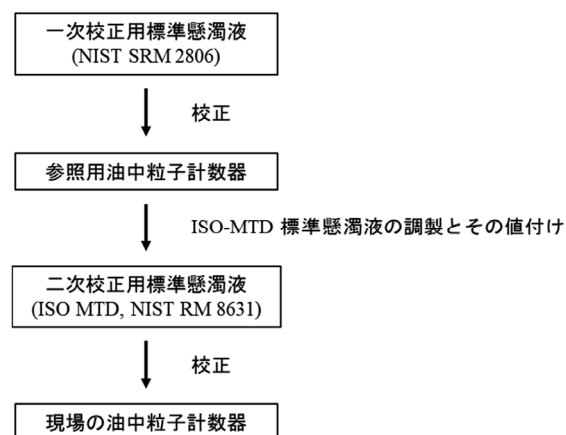 一次校正用標準懸濁液
(NIST SRM 2806)
校正
参照用油中粒子計数器
ISO-MTD 標準懸濁液の調製とその値付け
二次校正用標準懸濁液
(ISO MTD, NIST RM 8631)
校正
現場の油中粒子計数器